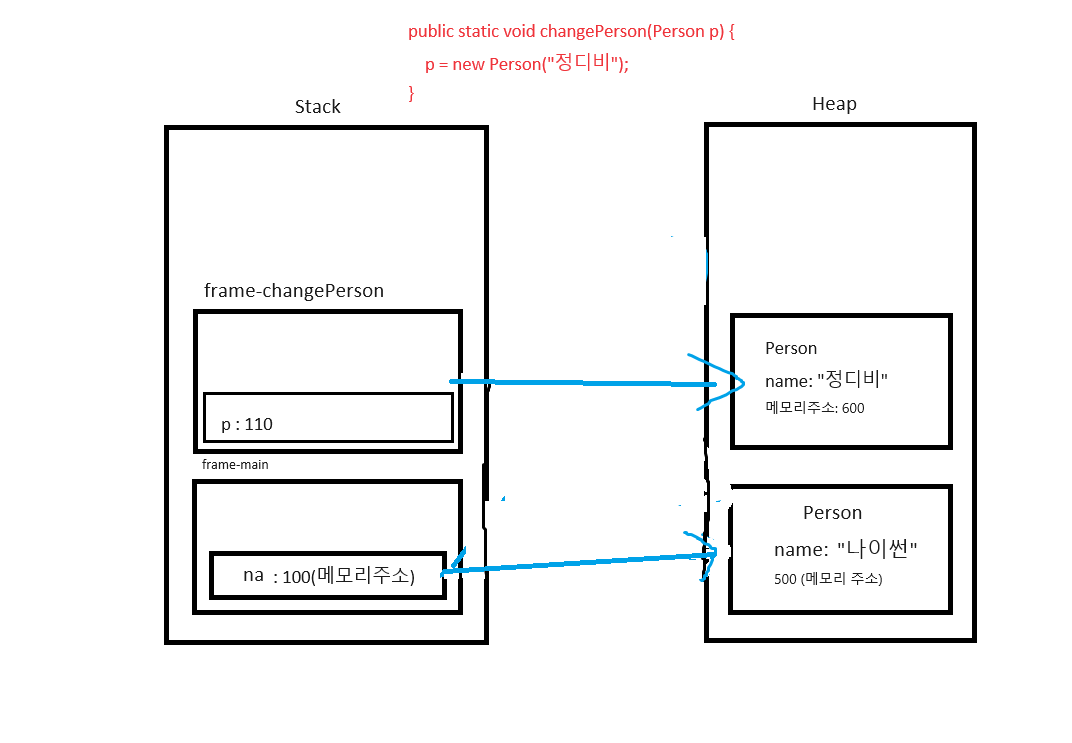 public static void changePerson(Person p) {
p = new Person("정디비");
}
Stack
Heap
frame-changePerson
p : 110
frame-main
na : 100(메모리주소)
Person
name: "정디비"
메모리주소: 600
Person
name: "나이썬"
500 (메모리 주소)